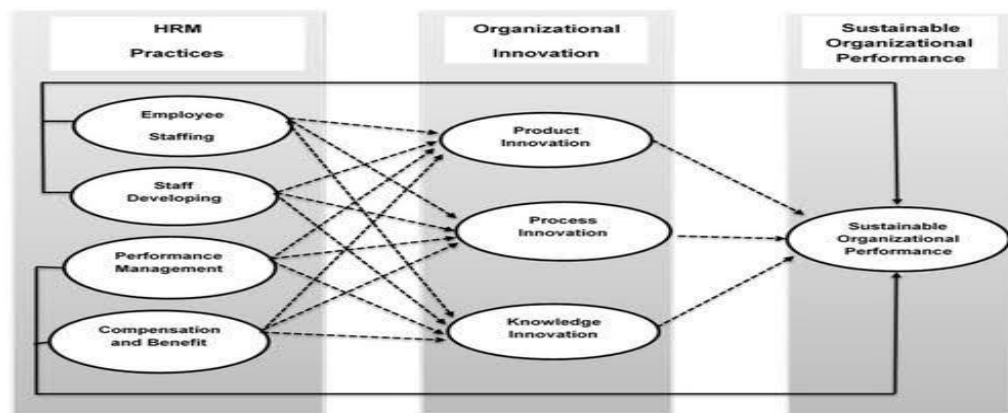 HRM
Practices
Organizational
Innovation
Sustainable
Organizational
Performance
Employee
Staffing
Staff
Developing
Performance
Management
Compensation
and Benefit
Product
Innovation
Process
Innovation
Knowledge
Innovation
Sustainable
Organizational
Performance